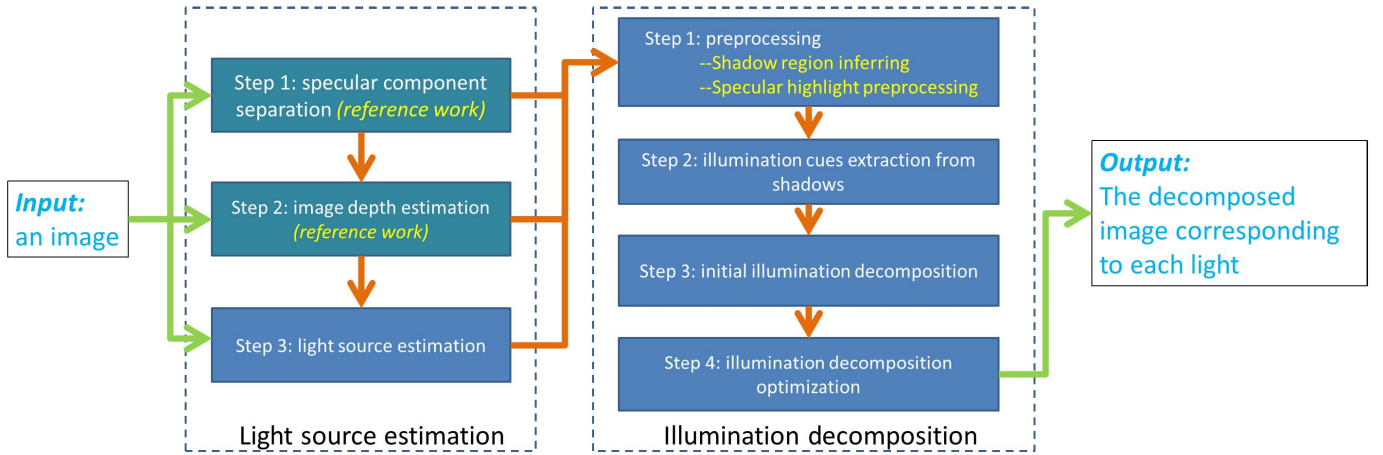 Input:
an image
Step 1: specular component
separation (reference work)
Step 2: image depth estimation
(reference work)
Step 3: light source estimation
Light source estimation
Step 1: preprocessing
--Shadow region inferring
--Specular highlight preprocessing
Step 2: illumination cues extraction from
shadows
Step 3: initial illumination decomposition
Step 4: illumination decomposition
optimization
Illumination decomposition
Output:
The decomposed
image corresponding
to each light